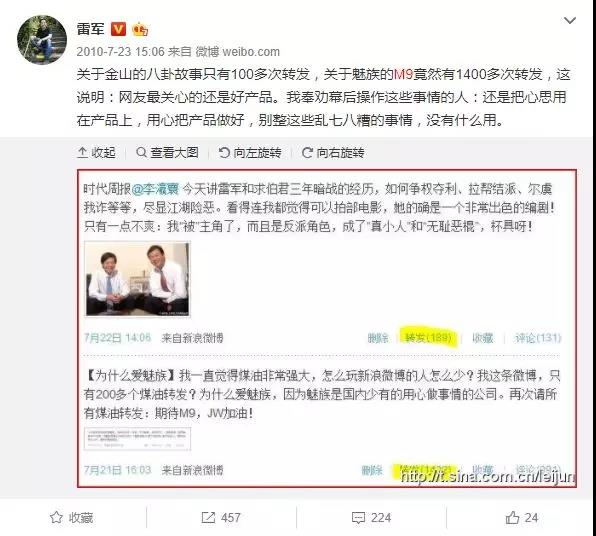 雷军
2010-7-23 15:06 来自 微博 weibo.com
关于金山的八卦故事只有100多次转发，关于魅族的M9竟然有1400多次转发，这
说明：网友最关心的还是好产品。我奉劝幕后操作这些事情的人：还是把心思用
在产品上，用心把产品做好，别整这些乱七八糟的事情，没有什么用。
收起 查看大图 向左旋转 向右旋转
时代周报@李瀛寰 今天讲雷军和求伯君三年暗战的经历，如何争权夺利、拉帮结派、尔虞
我诈等等，尽显江湖险恶。看得连我都觉得可以拍部电影，她的确是一个非常出色的编剧！
只有一点不爽：我"被"主角了，而且是反派角色，成了"真小人"和"无耻恶棍"，杯具呀！
7月22日 14:06 来自新浪微博 删除 转发(189) 收藏 评论(131)
【为什么爱魅族】我一直觉得煤油非常强大，怎么玩新浪微博的人怎么少？我这条微博，只
有200多个煤油转发？为什么爱魅族，因为魅族是国内少有的用心做事情的公司。再次请所
有煤油转发：期待M9，JW加油！
7月21日 16:03 来自新浪微博 删除 转发 收藏 评论
http://t.sina.com.cn/leijun
收藏 457 224 24